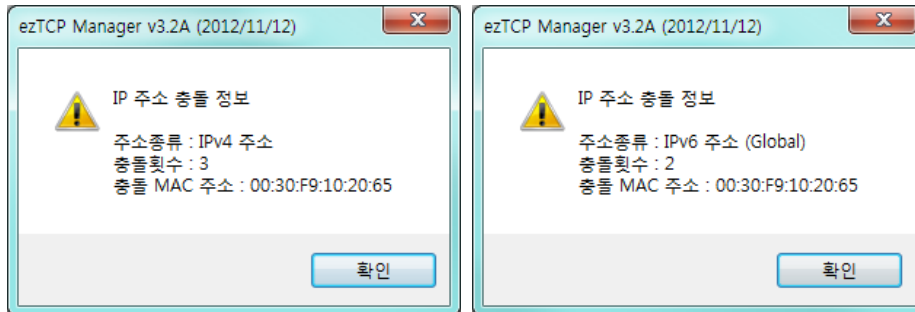 ezTCP Manager v3.2A (2012/11/12)
IP 주소 충돌 정보
주소종류 : IPv4 주소
충돌횟수 : 3
충돌 MAC 주소 : 00:30:F9:10:20:65
확인
ezTCP Manager v3.2A (2012/11/12)
IP 주소 충돌 정보
주소종류 : IPv6 주소 (Global)
충돌횟수 : 2
충돌 MAC 주소 : 00:30:F9:10:20:65
확인